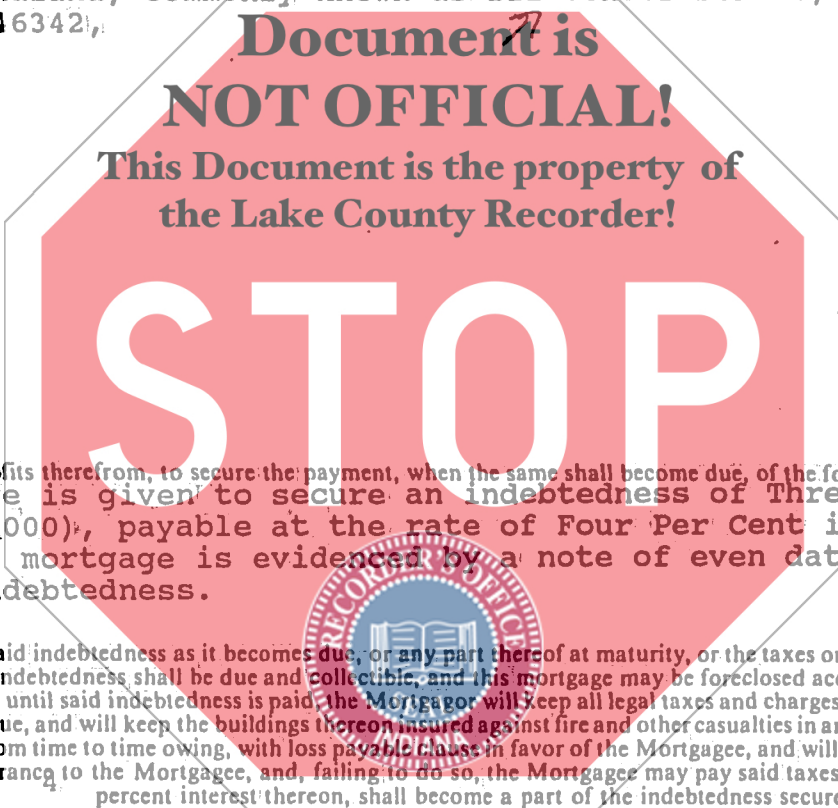 6342,
Document is
NOT OFFICIAL!
This Document is the property of
the Lake County Recorder!
STOP
fits therefrom, to secure the payment, when the same shall become due, of the fo
e is given to secure an indebtedness of Thre
000), payable at the rate of Four Per Cent i
mortgage is evidenced by a note of even dat
debtedness.
RECORDER'S OFFICE
aid indebtedness as it becomes due, or any part thereof at maturity, or the taxes or
ndebtedness shall be due and collectible, and this mortgage may be foreclosed acc
until said indebtedness is paid, the Mortgagor will keep all legal taxes and charges
ue, and will keep the buildings thereon insured against fire and other casualties in an
om time to time owing, with loss payable clause in favor of the Mortgagee, and will
INDIANA
rance to the Mortgagee, and, failing to do so, the Mortgagee may pay said taxes
percent interest thereon, shall become a part of the indebtedness secure